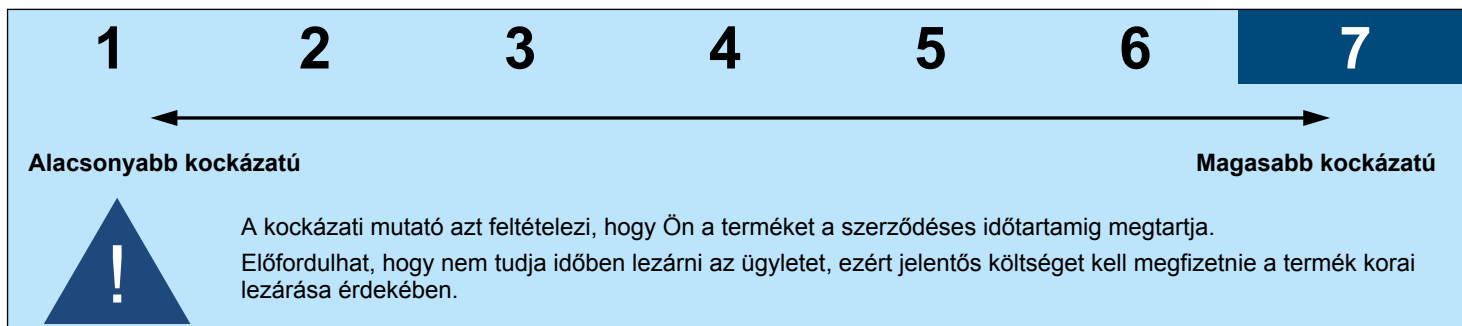 1 2 3 4 5 6 7
Alacsonyabb kockázatú Magasabb kockázatú
A kockázati mutató azt feltételezi, hogy Ön a terméket a szerződéses időtartamig megtartja.
Előfordulhat, hogy nem tudja időben lezárni az ügyletet, ezért jelentős költséget kell megfizetnie a termék korai
lezárása érdekében.
!